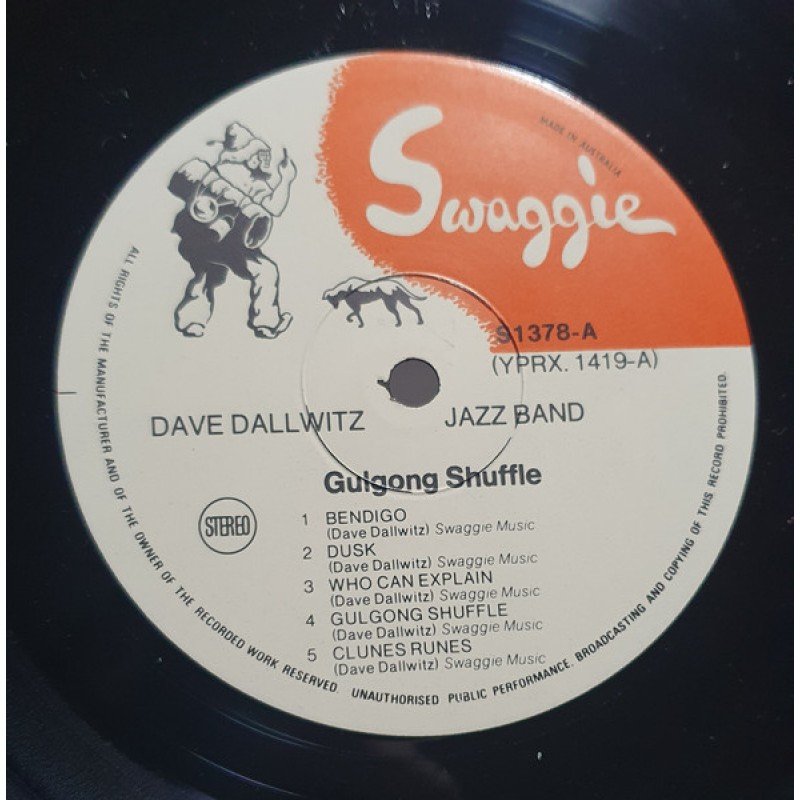 Swaggie
MADE IN AUSTRALIA
S1378-A
(YPRX. 1419-A)
DAVE DALLWITZ JAZZ BAND
Gulgong Shuffle
STEREO
1 BENDIGO
(Dave Dallwitz) Swaggie Music
2 DUSK
(Dave Dallwitz) Swaggie Music
3 WHO CAN EXPLAIN
(Dave Dallwitz) Swaggie Music
4 GULGONG SHUFFLE
(Dave Dallwitz) Swaggie Music
5 CLUNES RUNES
(Dave Dallwitz) Swaggie Music
ALL RIGHTS OF THE MANUFACTURER AND OF THE OWNER OF THE RECORDED WORK RESERVED. UNAUTHORISED PUBLIC PERFORMANCE, BROADCASTING AND COPYING OF THIS RECORD PROHIBITED.